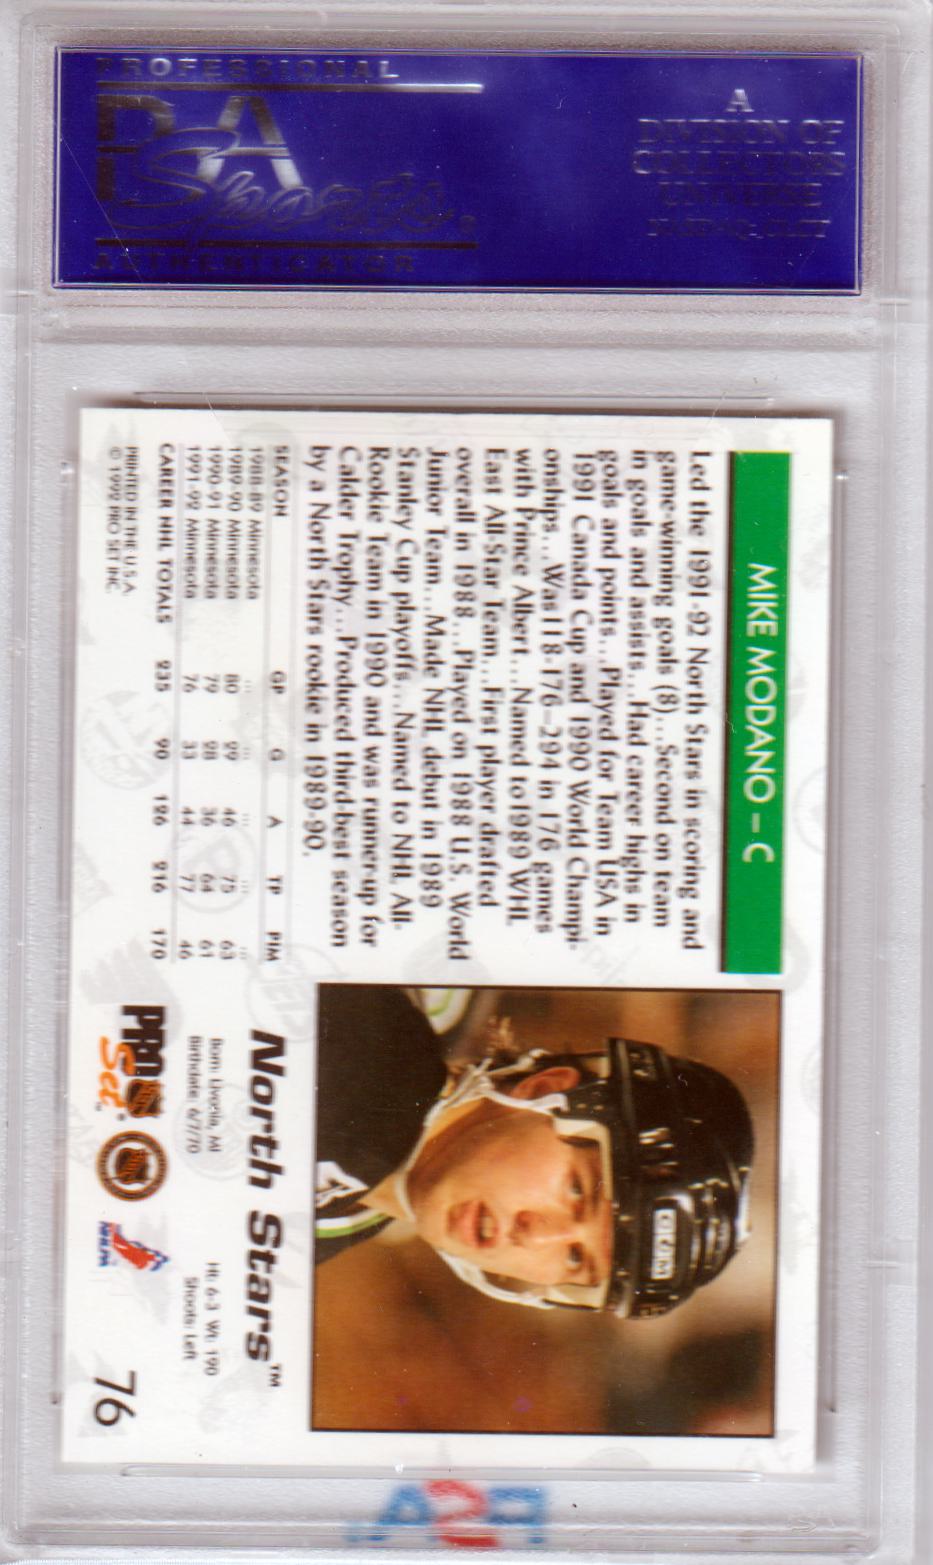 PROFESSIONAL
PSA
Sports
AUTHENTICATOR
A
DIVISION OF
COLLECTORS
UNIVERSE
NASDAQ: CLCT
MIKE MODANO – C
Led the 1991-92 North Stars in scoring and
game-winning goals (8)...Second on team
in goals and assists...Had career highs in
goals and points...Played for Team USA in
1991 Canada Cup and 1990 World Champi-
onships...Was 118-176–294 in 176 games
with Prince Albert...Named to 1989 WHL
East All-Star Team...First player drafted
overall in 1988...Played on 1988 U.S. World
Junior Team...Made NHL debut in 1989
Stanley Cup playoffs...Named to NHL All-
Rookie Team in 1990 and was runner-up for
Calder Trophy...Produced third-best season
by a North Stars rookie in 1989-90.
SEASON GP G A TP PIM
1988-89 Minnesota ... ... ... ... ...
1989-90 Minnesota 80 29 46 75 63
1990-91 Minnesota 79 28 36 64 61
1991-92 Minnesota 76 33 44 77 46
CAREER NHL TOTALS 235 90 126 216 170
PRINTED IN THE U.S.A.
© 1992 PRO SET INC.
CCM
North Stars™
Born: Livonia, MI Ht: 6-3 Wt: 190
Birthdate: 6/7/70 Shoots: Left
PRO Set
NHLPA
76
PSA